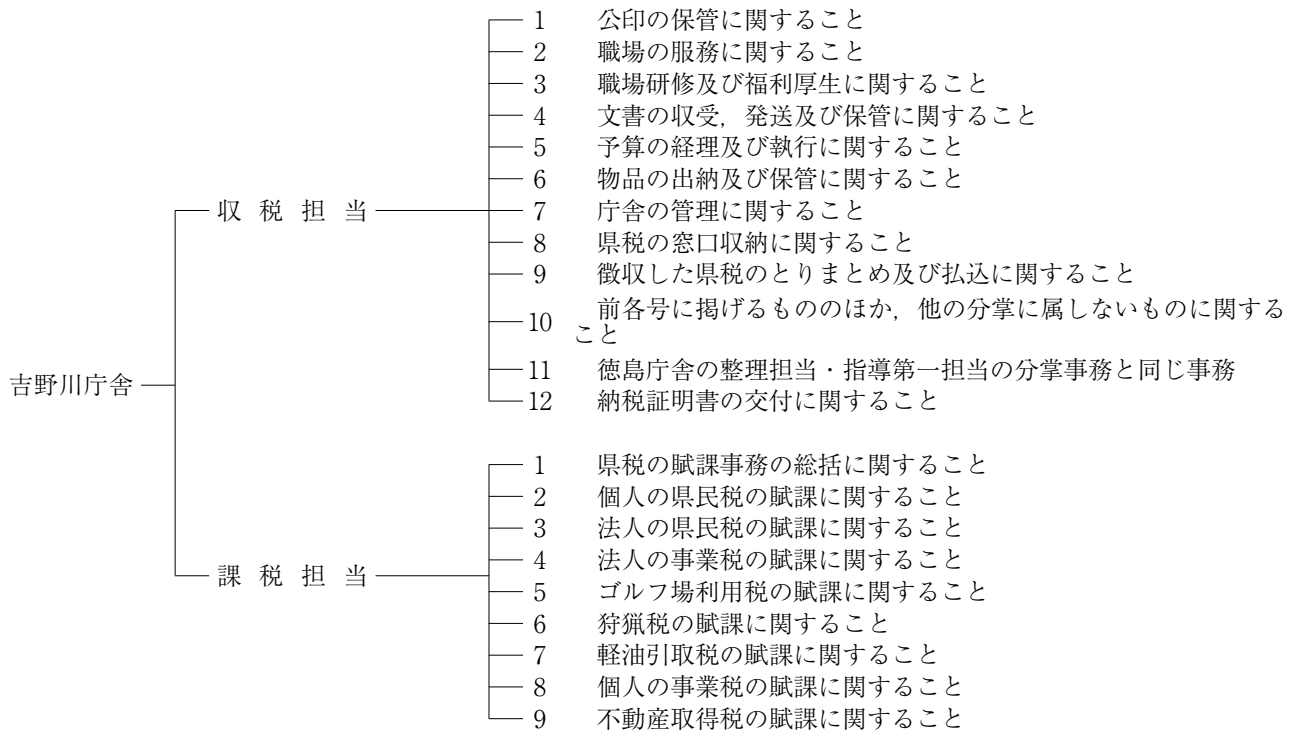 1 公印の保管に関すること
2 職場の服務に関すること
3 職場研修及び福利厚生に関すること
4 文書の収受，発送及び保管に関すること
5 予算の経理及び執行に関すること
6 物品の出納及び保管に関すること
収税担当
7 庁舎の管理に関すること
8 県税の窓口収納に関すること
9 徴収した県税のとりまとめ及び払込に関すること
10 前各号に掲げるもののほか，他の分掌に属しないものに関する
こと
11 徳島庁舎の整理担当・指導第一担当の分掌事務と同じ事務
吉野川庁舎
12 納税証明書の交付に関すること
1 県税の賦課事務の総括に関すること
2 個人の県民税の賦課に関すること
3 法人の県民税の賦課に関すること
4 法人の事業税の賦課に関すること
課税担当
5 ゴルフ場利用税の賦課に関すること
6 狩猟税の賦課に関すること
7 軽油引取税の賦課に関すること
8 個人の事業税の賦課に関すること
9 不動産取得税の賦課に関すること